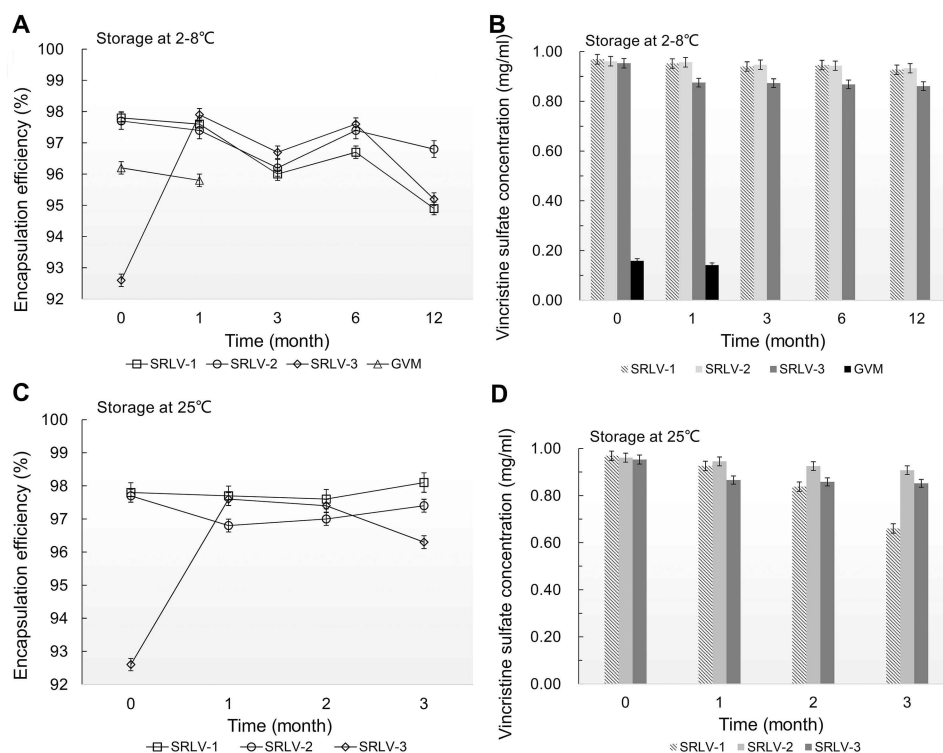 A
Storage at 2-8℃
Encapsulation efficiency (%)
100
99
98
97
96
95
94
93
92
0 1 3 6 12
Time (month)
SRLV-1 SRLV-2 SRLV-3 GVM
B
Storage at 2-8℃
Vincristine sulfate concentration (mg/ml)
1.00
0.80
0.60
0.40
0.20
0.00
0 1 3 6 12
Time (month)
SRLV-1 SRLV-2 SRLV-3 GVM
C
Storage at 25℃
Encapsulation efficiency (%)
100
99
98
97
96
95
94
93
92
0 1 2 3
Time (month)
SRLV-1 SRLV-2 SRLV-3
D
Storage at 25℃
Vincristine sulfate concentration (mg/ml)
1.00
0.80
0.60
0.40
0.20
0.00
0 1 2 3
Time (month)
SRLV-1 SRLV-2 SRLV-3